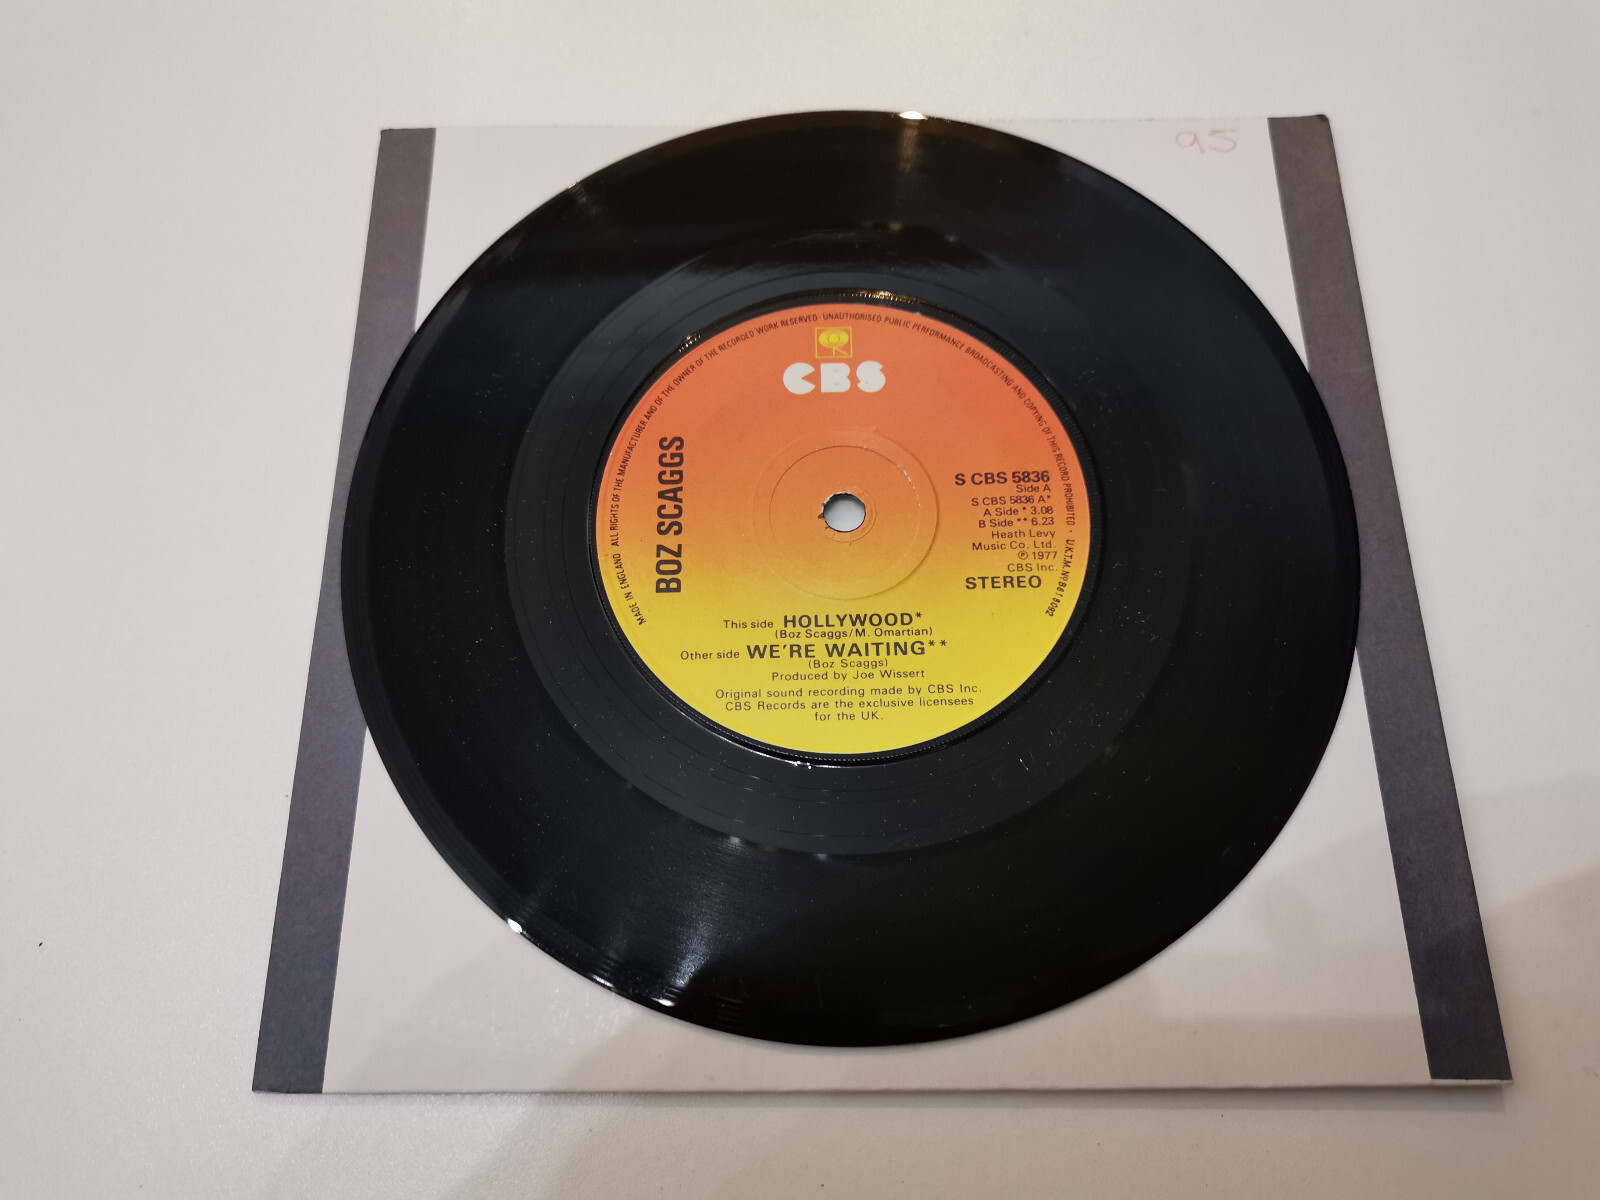 95
MADE IN ENGLAND ALL RIGHTS OF THE MANUFACTURER AND OF THE OWNER OF THE RECORDED WORK RESERVED · UNAUTHORISED PUBLIC PERFORMANCE BROADCASTING AND COPYING OF THIS RECORD PROHIBITED · U.K.T.M. Nº B618092
CBS
BOZ SCAGGS
S CBS 5836
Side A
S CBS 5836 A*
A Side * 3.08
B Side ** 6.23
Heath Levy
Music Co. Ltd.
℗ 1977
CBS Inc.
STEREO
This side HOLLYWOOD*
(Boz Scaggs/M. Omartian)
Other side WE'RE WAITING**
(Boz Scaggs)
Produced by Joe Wissert
Original sound recording made by CBS Inc.
CBS Records are the exclusive licensees
for the UK.